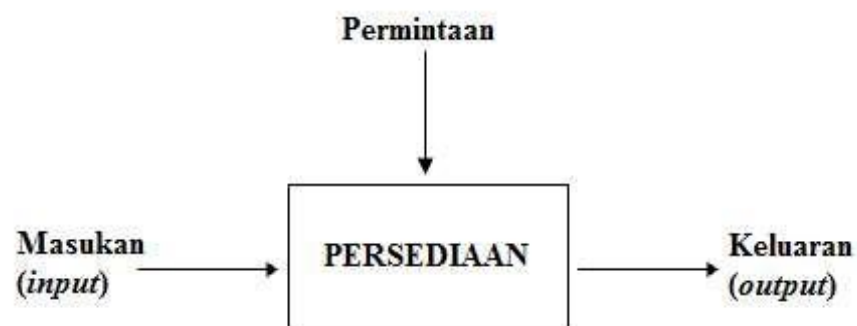 Permintaan
Masukan
(input)
PERSEDIAAN
Keluaran
(output)